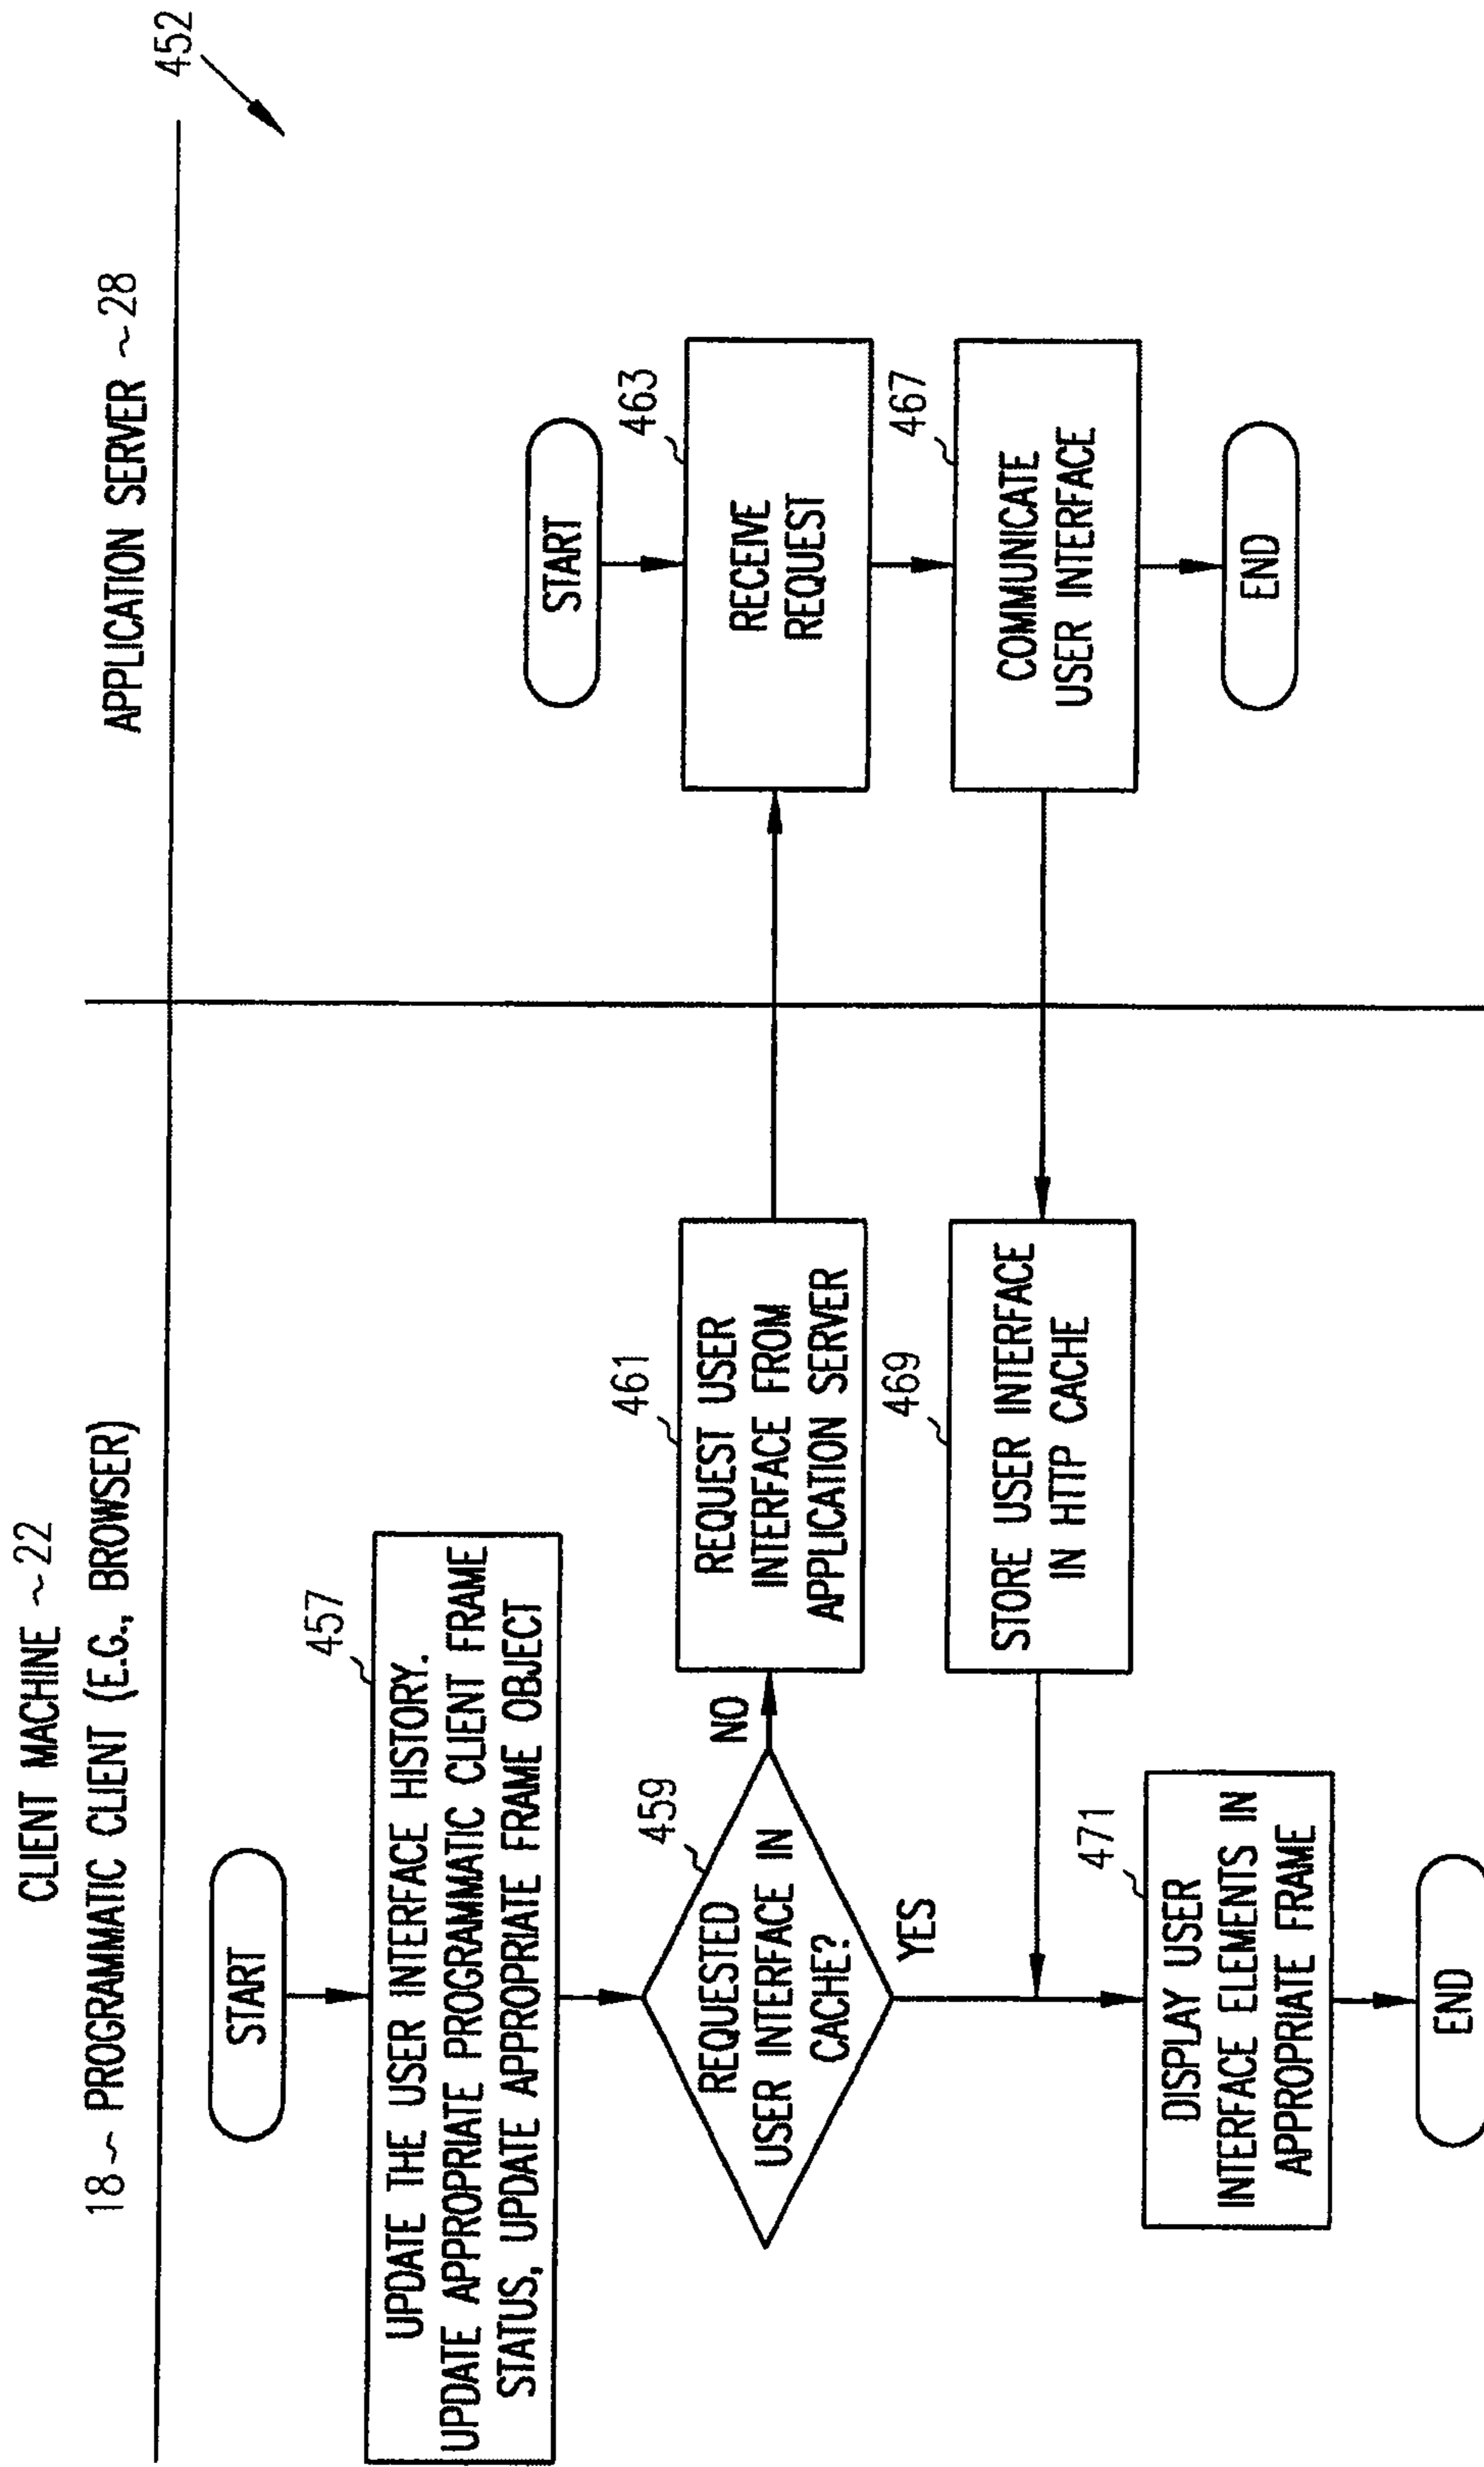 CLIENT MACHINE ~22
18~ PROGRAMMATIC CLIENT (E.G., BROWSER)
APPLICATION SERVER ~28
452
START
457
UPDATE THE USER INTERFACE HISTORY.
UPDATE APPROPRIATE PROGRAMMATIC CLIENT FRAME
STATUS, UPDATE APPROPRIATE FRAME OBJECT
459
REQUESTED
USER INTERFACE IN
CACHE?
NO
YES
461
REQUEST USER
INTERFACE FROM
APPLICATION SERVER
START
463
RECEIVE
REQUEST
467
COMMUNICATE
USER INTERFACE
END
469
STORE USER INTERFACE
IN HTTP CACHE
471
DISPLAY USER
INTERFACE ELEMENTS IN
APPROPRIATE FRAME
END